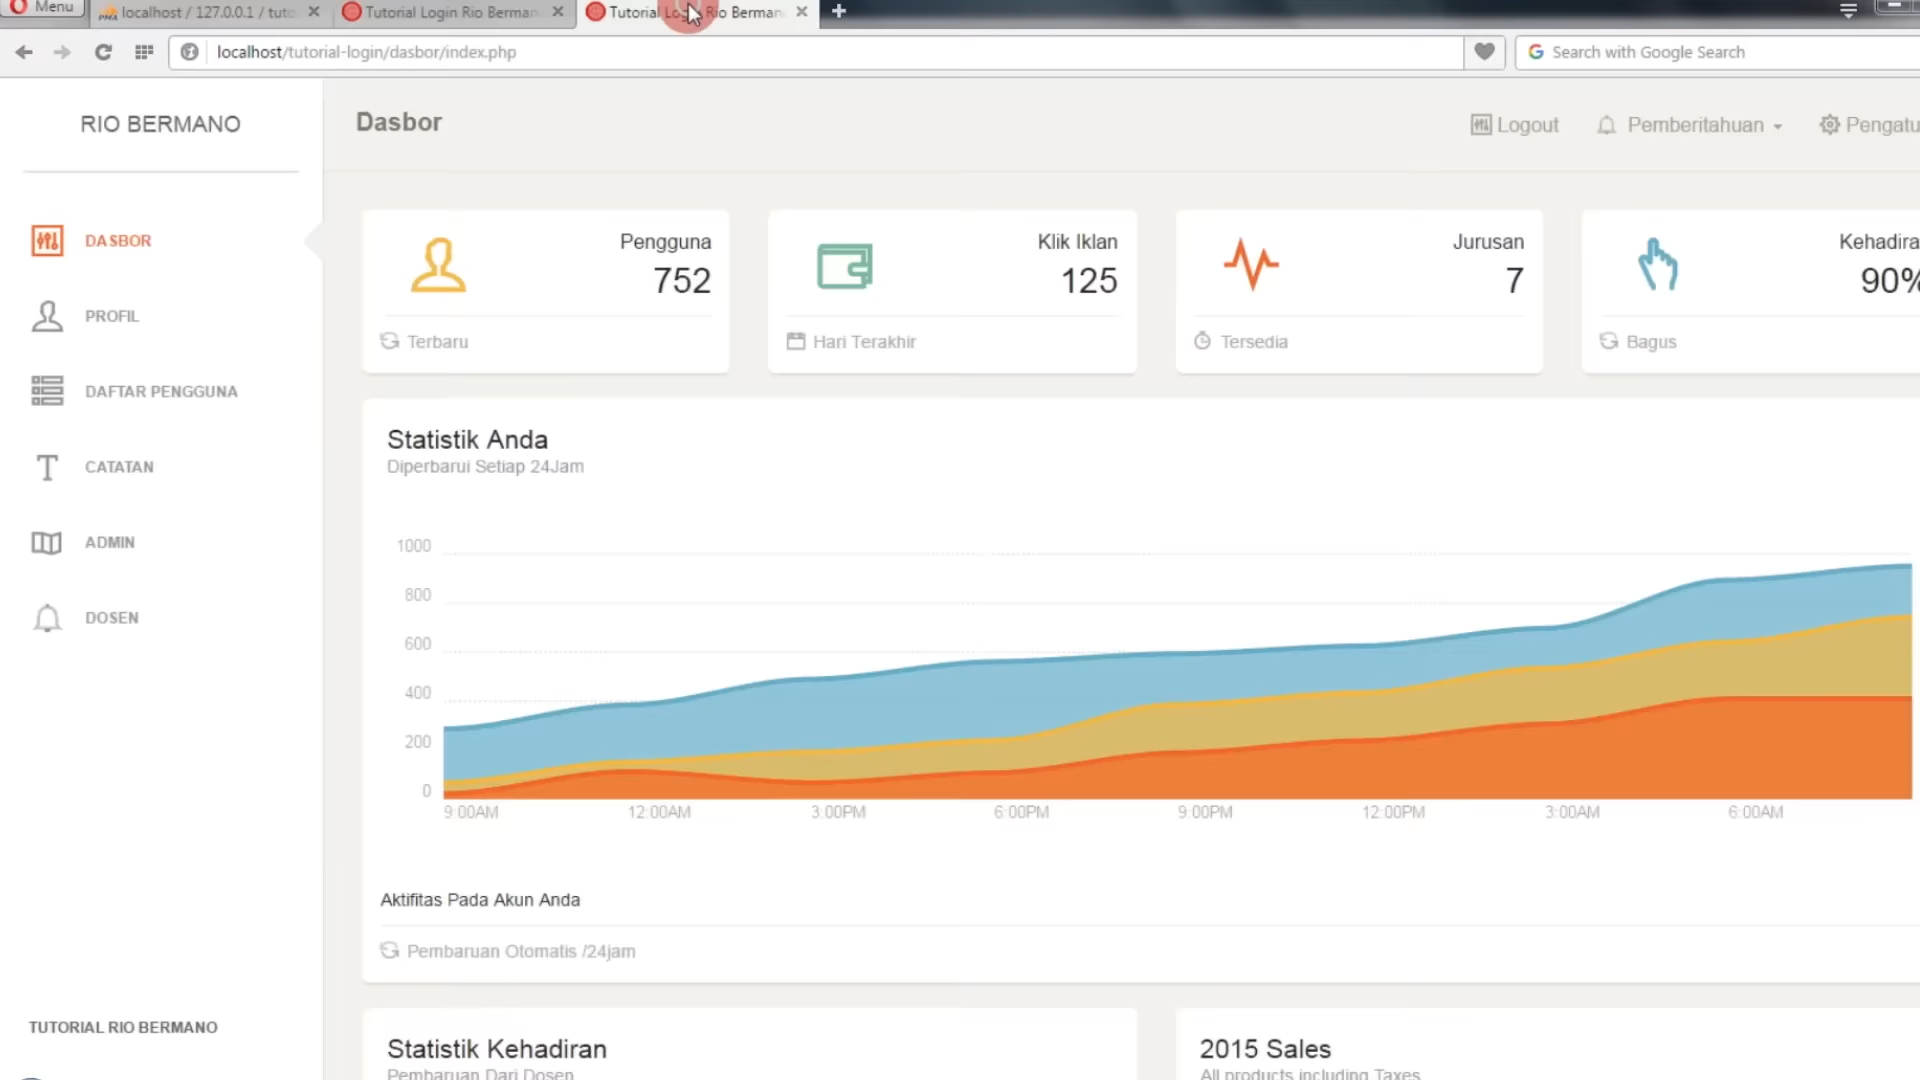 Menu
localhost / 127.0.0.1 / tuto
Tutorial Login Rio Berman
Tutorial Rio Berman
localhost/tutorial-login/dasbor/index.php
Search with Google Search
RIO BERMANO
Dasbor
Logout
Pemberitahuan
Pengatu
DASBOR
PROFIL
DAFTAR PENGGUNA
CATATAN
ADMIN
DOSEN
TUTORIAL RIO BERMANO
Pengguna
752
Terbaru
Klik Iklan
125
Hari Terakhir
Jurusan
7
Tersedia
Kehadira
90%
Bagus
Statistik Anda
Diperbarui Setiap 24Jam
1000
800
600
400
200
0
9:00AM 12:00AM 3:00PM 6:00PM 9:00PM 12:00PM 3:00AM 6:00AM
Aktifitas Pada Akun Anda
Pembaruan Otomatis /24jam
Statistik Kehadiran
Pembaruan Dari Dosen
2015 Sales
All products including Taxes